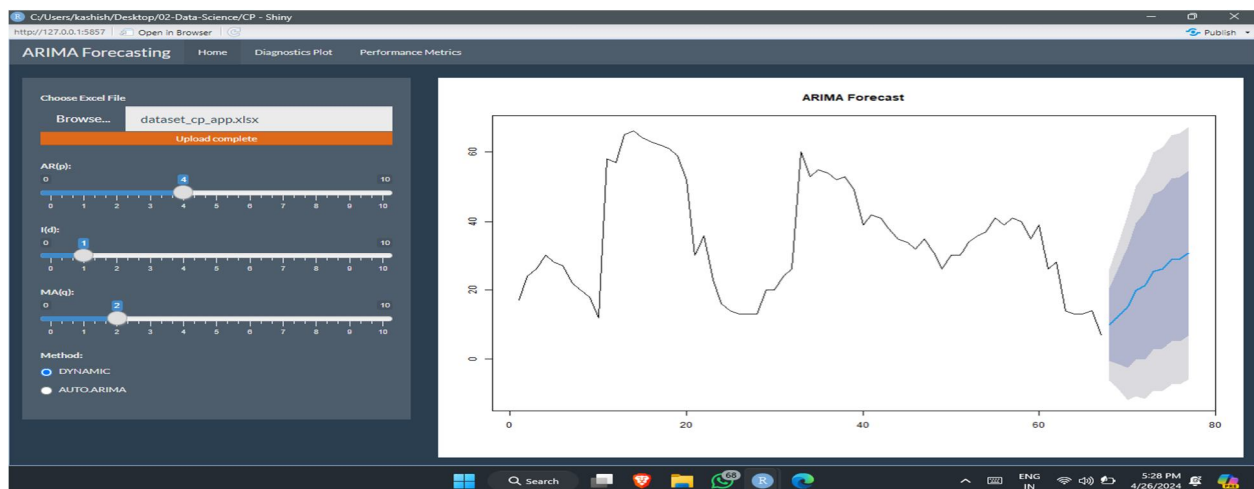 C:/Users/kashish/Desktop/02-Data-Science/CP - Shiny
http://127.0.0.1:5857 Open in Browser Publish
ARIMA Forecasting Home Diagnostics Plot Performance Metrics
Choose Excel File
Browse... dataset_cp_app.xlsx
Upload complete
AR(p):
0 4 10
0 1 2 3 4 5 6 7 8 9 10
I(d):
0 1 10
0 1 2 3 4 5 6 7 8 9 10
MA(q):
0 2 10
0 1 2 3 4 5 6 7 8 9 10
Method:
DYNAMIC
AUTO.ARIMA
ARIMA Forecast
60
40
20
0
0 20 40 60 80
Search 68 R ENG 5:28 PM
IN 4/26/2024